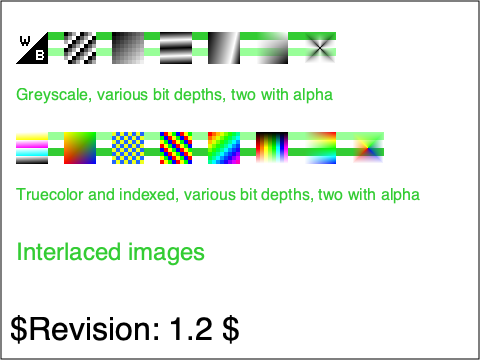 W
B
Greyscale, various bit depths, two with alpha
Truecolor and indexed, various bit depths, two with alpha
Interlaced images
$Revision: 1.2 $